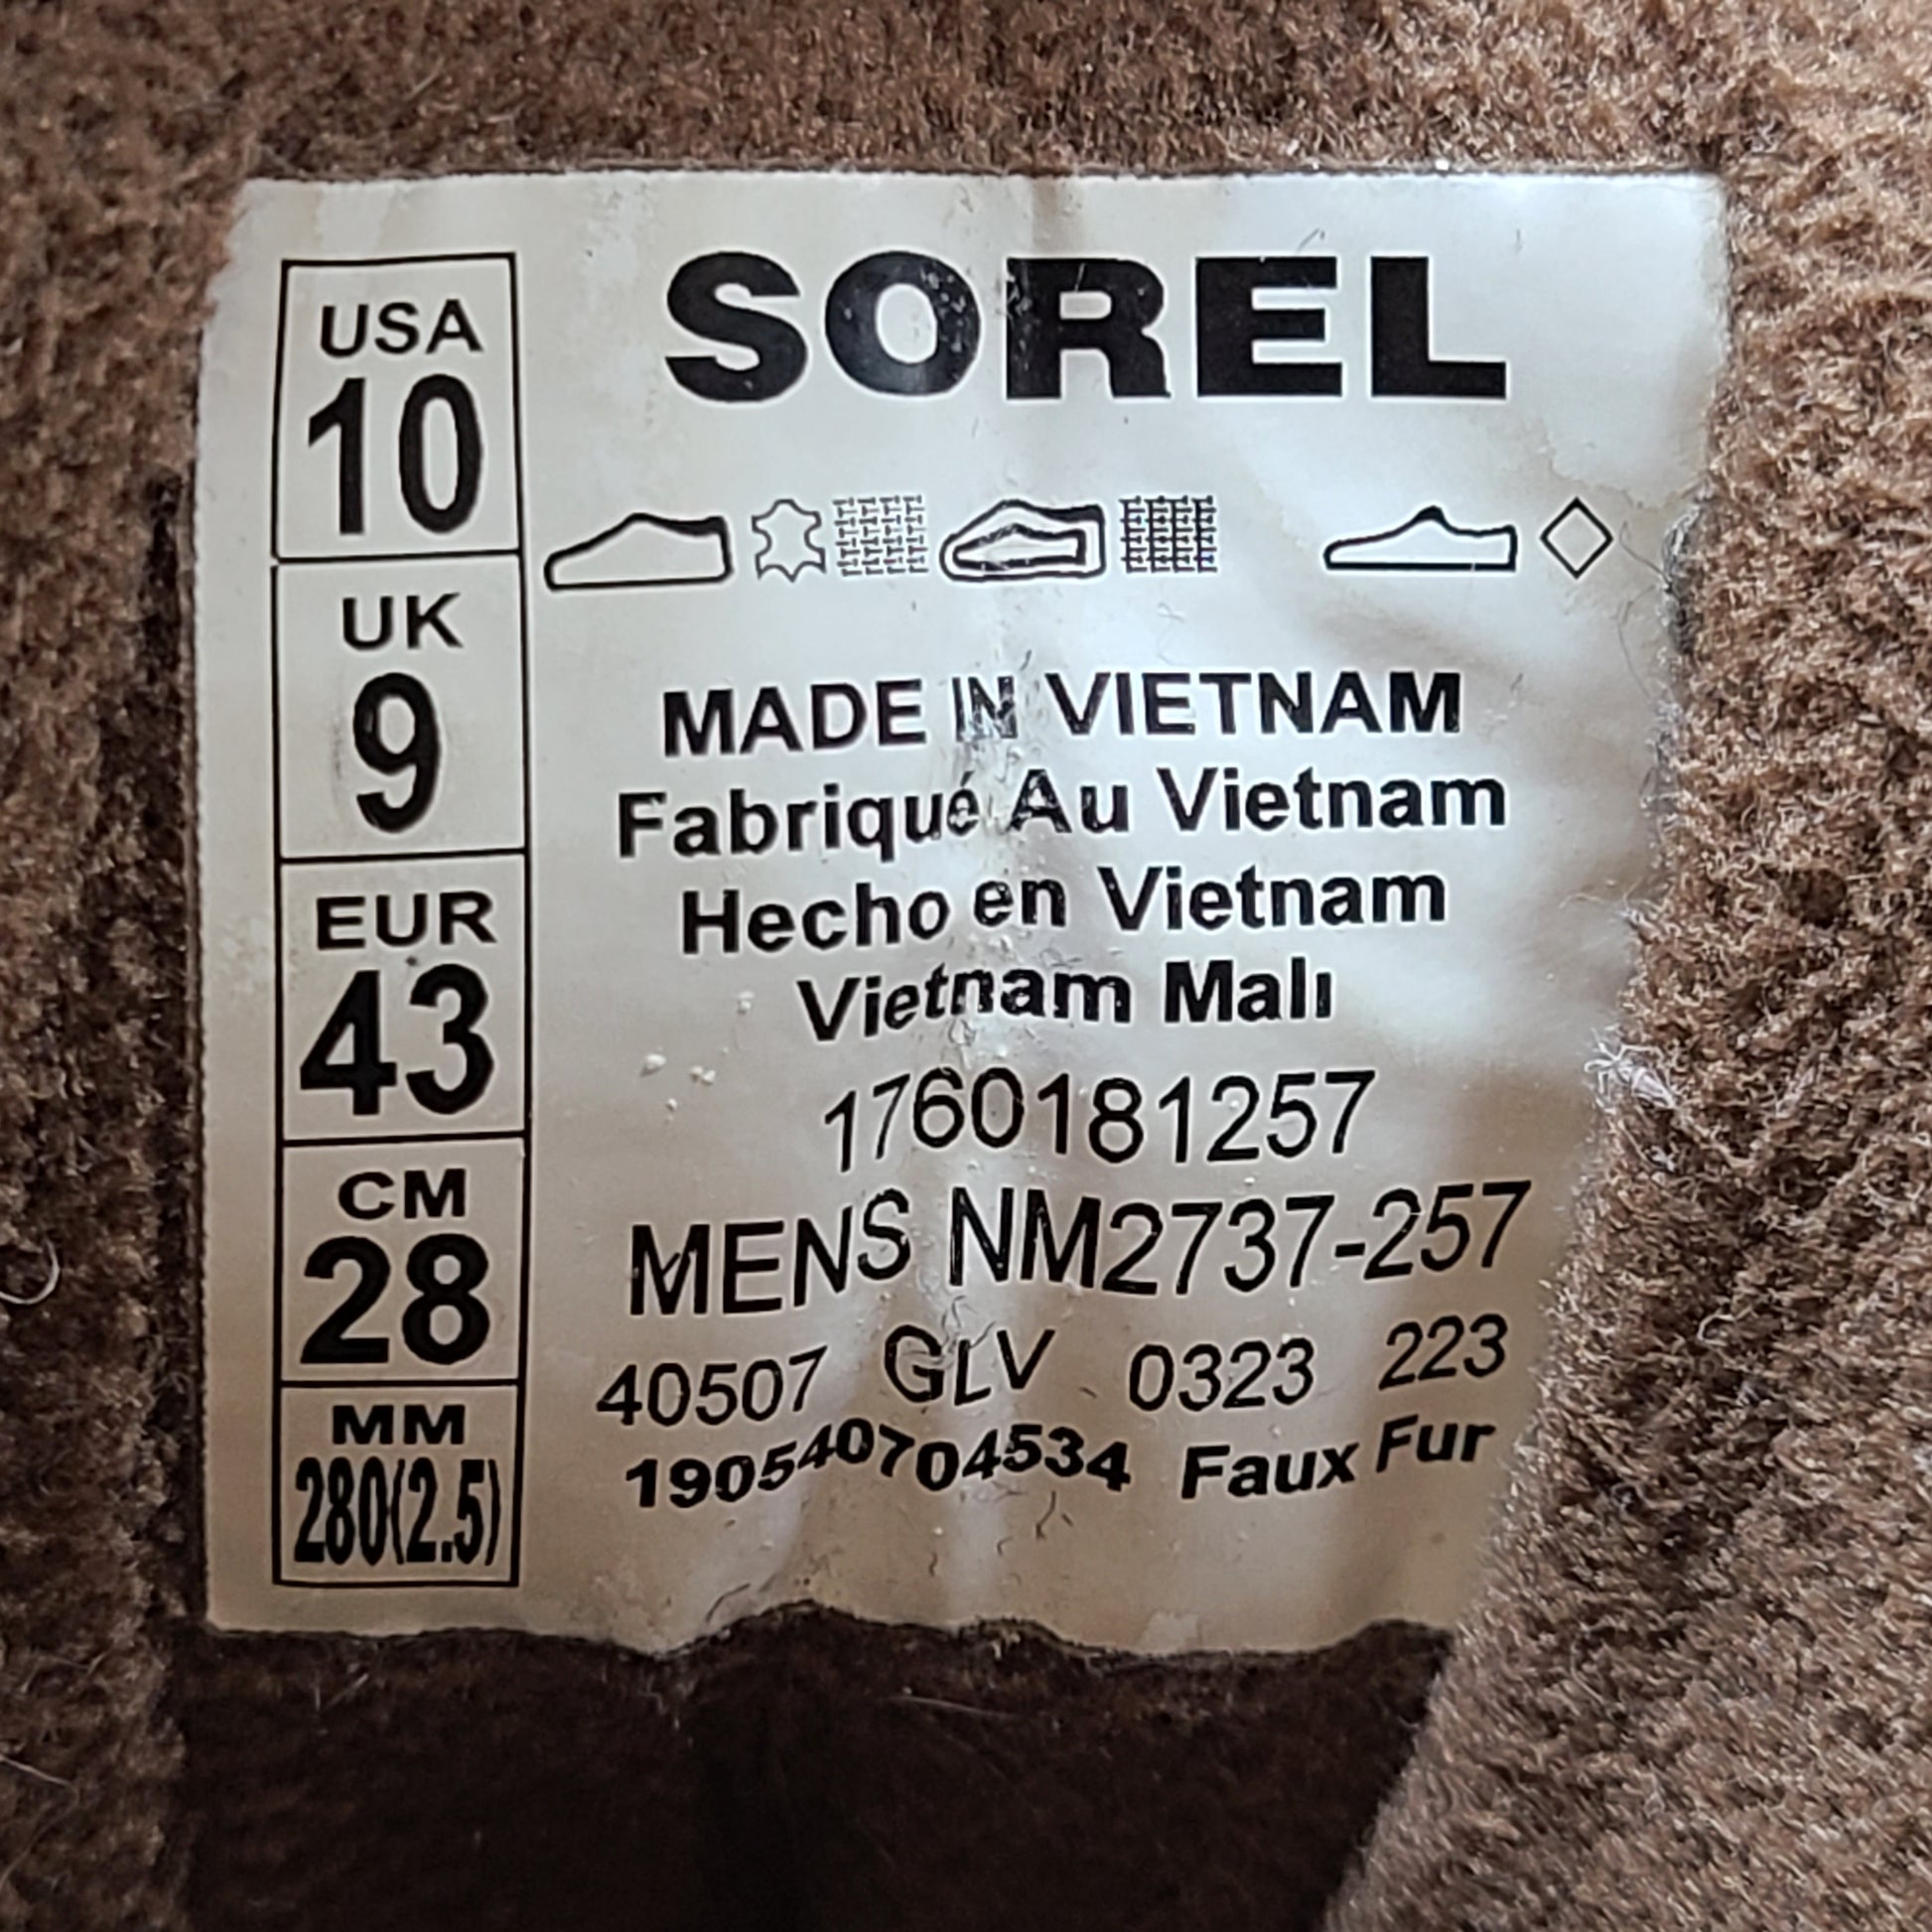 USA
10
UK
9
EUR
43
CM
28
MM
280(2.5)
SOREL
MADE IN VIETNAM
Fabriqué Au Vietnam
Hecho en Vietnam
Vietnam Malı
1760181257
MENS NM2737-257
40507 GLV 0323 223
190540704534 Faux Fur